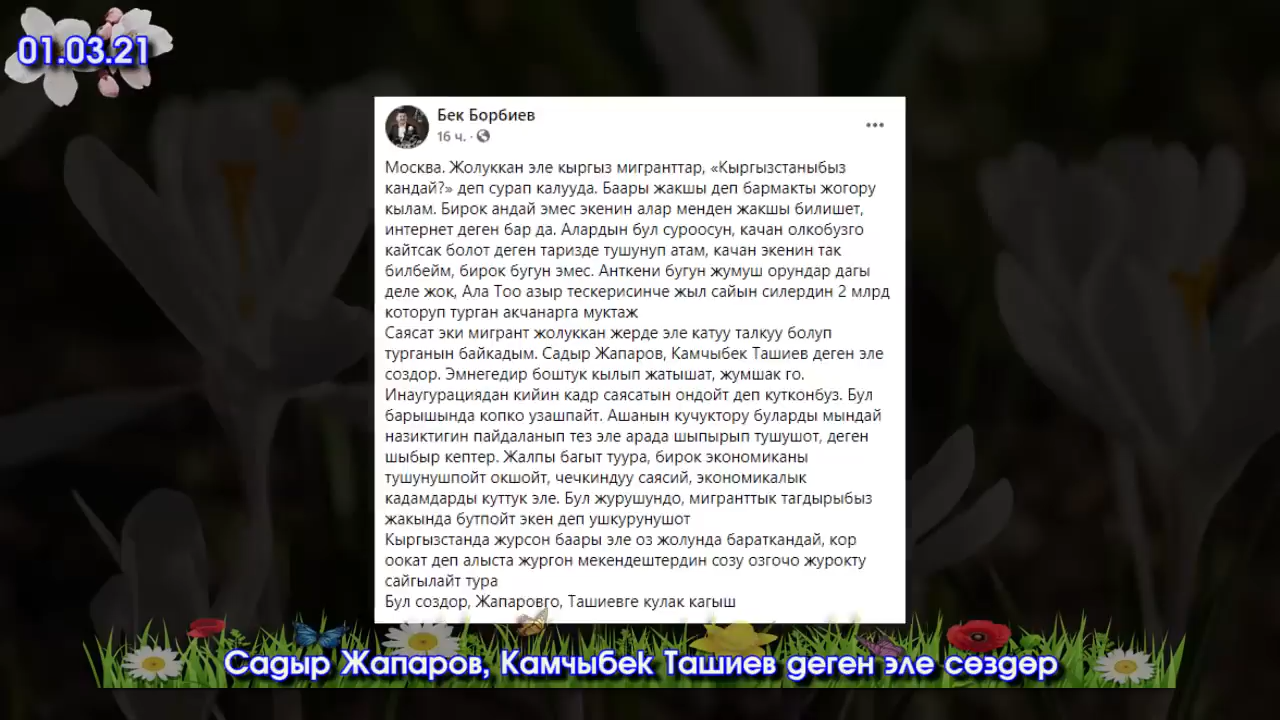 01.03.21
Бек Борбиев
16 ч. ·
Москва. Жолуккан эле кыргыз мигранттар, «Кыргызстаныбыз
кандай?» деп сурап калууда. Баары жакшы деп бармакты жогору
кылам. Бирок андай эмес экенин алар менден жакшы билишет,
интернет деген бар да. Алардын бул суроосун, качан олкобузго
кайтсак болот деген таризде тушунуп атам, качан экенин так
билбейм, бирок бугун эмес. Анткени бугун жумуш орундар дагы
деле жок, Ала Тоо азыр тескерисинче жыл сайын силердин 2 млрд
которуп турган акчанарга муктаж
Саясат эки мигрант жолуккан жерде эле катуу талкуу болуп
турганын байкадым. Садыр Жапаров, Камчыбек Ташиев деген эле
создор. Эмнегедир боштук кылып жатышат, жумшак го.
Инаугурациядан кийин кадр саясатын ондойт деп кутконбуз. Бул
барышында копко узашпайт. Ашанын кучуктору буларды мындай
назиктигин пайдаланып тез эле арада шыпырып тушушот, деген
шыбыр кептер. Жалпы багыт туура, бирок экономиканы
тушунушпойт окшойт, чечкиндуу саясий, экономикалык
кадамдарды куттук эле. Бул журушундо, мигранттык тагдырыбыз
жакында бутпойт экен деп ушкурунушот
Кыргызстанда журсон баары эле оз жолунда бараткандай, кор
оокат деп алыста жургон мекендештердин созу озгочо журокту
сайгылайт тура
Бул создор, Жапаровго, Ташиевге кулак кагыш
Садыр Жапаров, Камчыбек Ташиев деген эле сөздөр